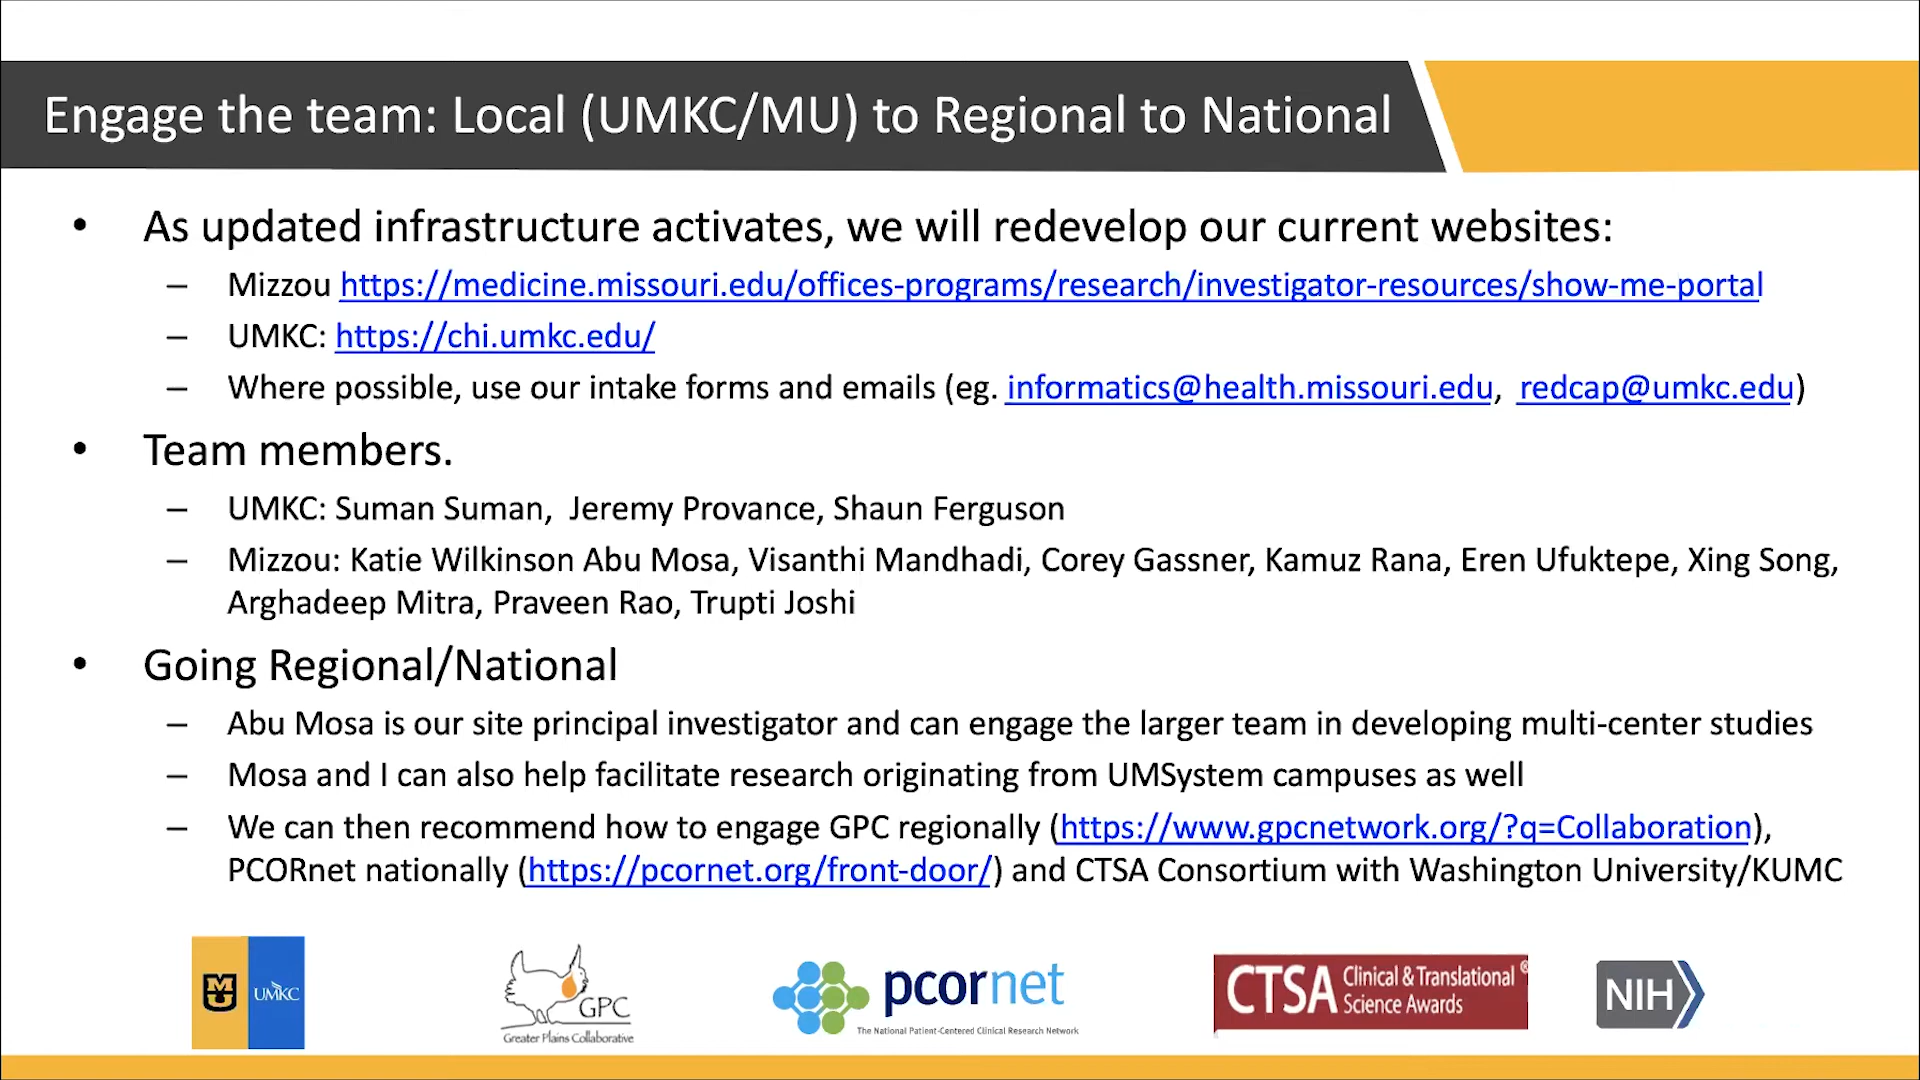 Engage the team: Local (UMKC/MU) to Regional to National
• As updated infrastructure activates, we will redevelop our current websites:
– Mizzou https://medicine.missouri.edu/offices-programs/research/investigator-resources/show-me-portal
– UMKC: https://chi.umkc.edu/
– Where possible, use our intake forms and emails (eg. informatics@health.missouri.edu, redcap@umkc.edu)
• Team members.
– UMKC: Suman Suman, Jeremy Provance, Shaun Ferguson
– Mizzou: Katie Wilkinson Abu Mosa, Visanthi Mandhadi, Corey Gassner, Kamuz Rana, Eren Ufuktepe, Xing Song,
Arghadeep Mitra, Praveen Rao, Trupti Joshi
• Going Regional/National
– Abu Mosa is our site principal investigator and can engage the larger team in developing multi-center studies
– Mosa and I can also help facilitate research originating from UMSystem campuses as well
– We can then recommend how to engage GPC regionally (https://www.gpcnetwork.org/?q=Collaboration),
PCORnet nationally (https://pcornet.org/front-door/) and CTSA Consortium with Washington University/KUMC
MU UMKC
GPC
Greater Plains Collaborative
pcornet
The National Patient-Centered Clinical Research Network
CTSA Clinical & Translational ®
Science Awards
NIH